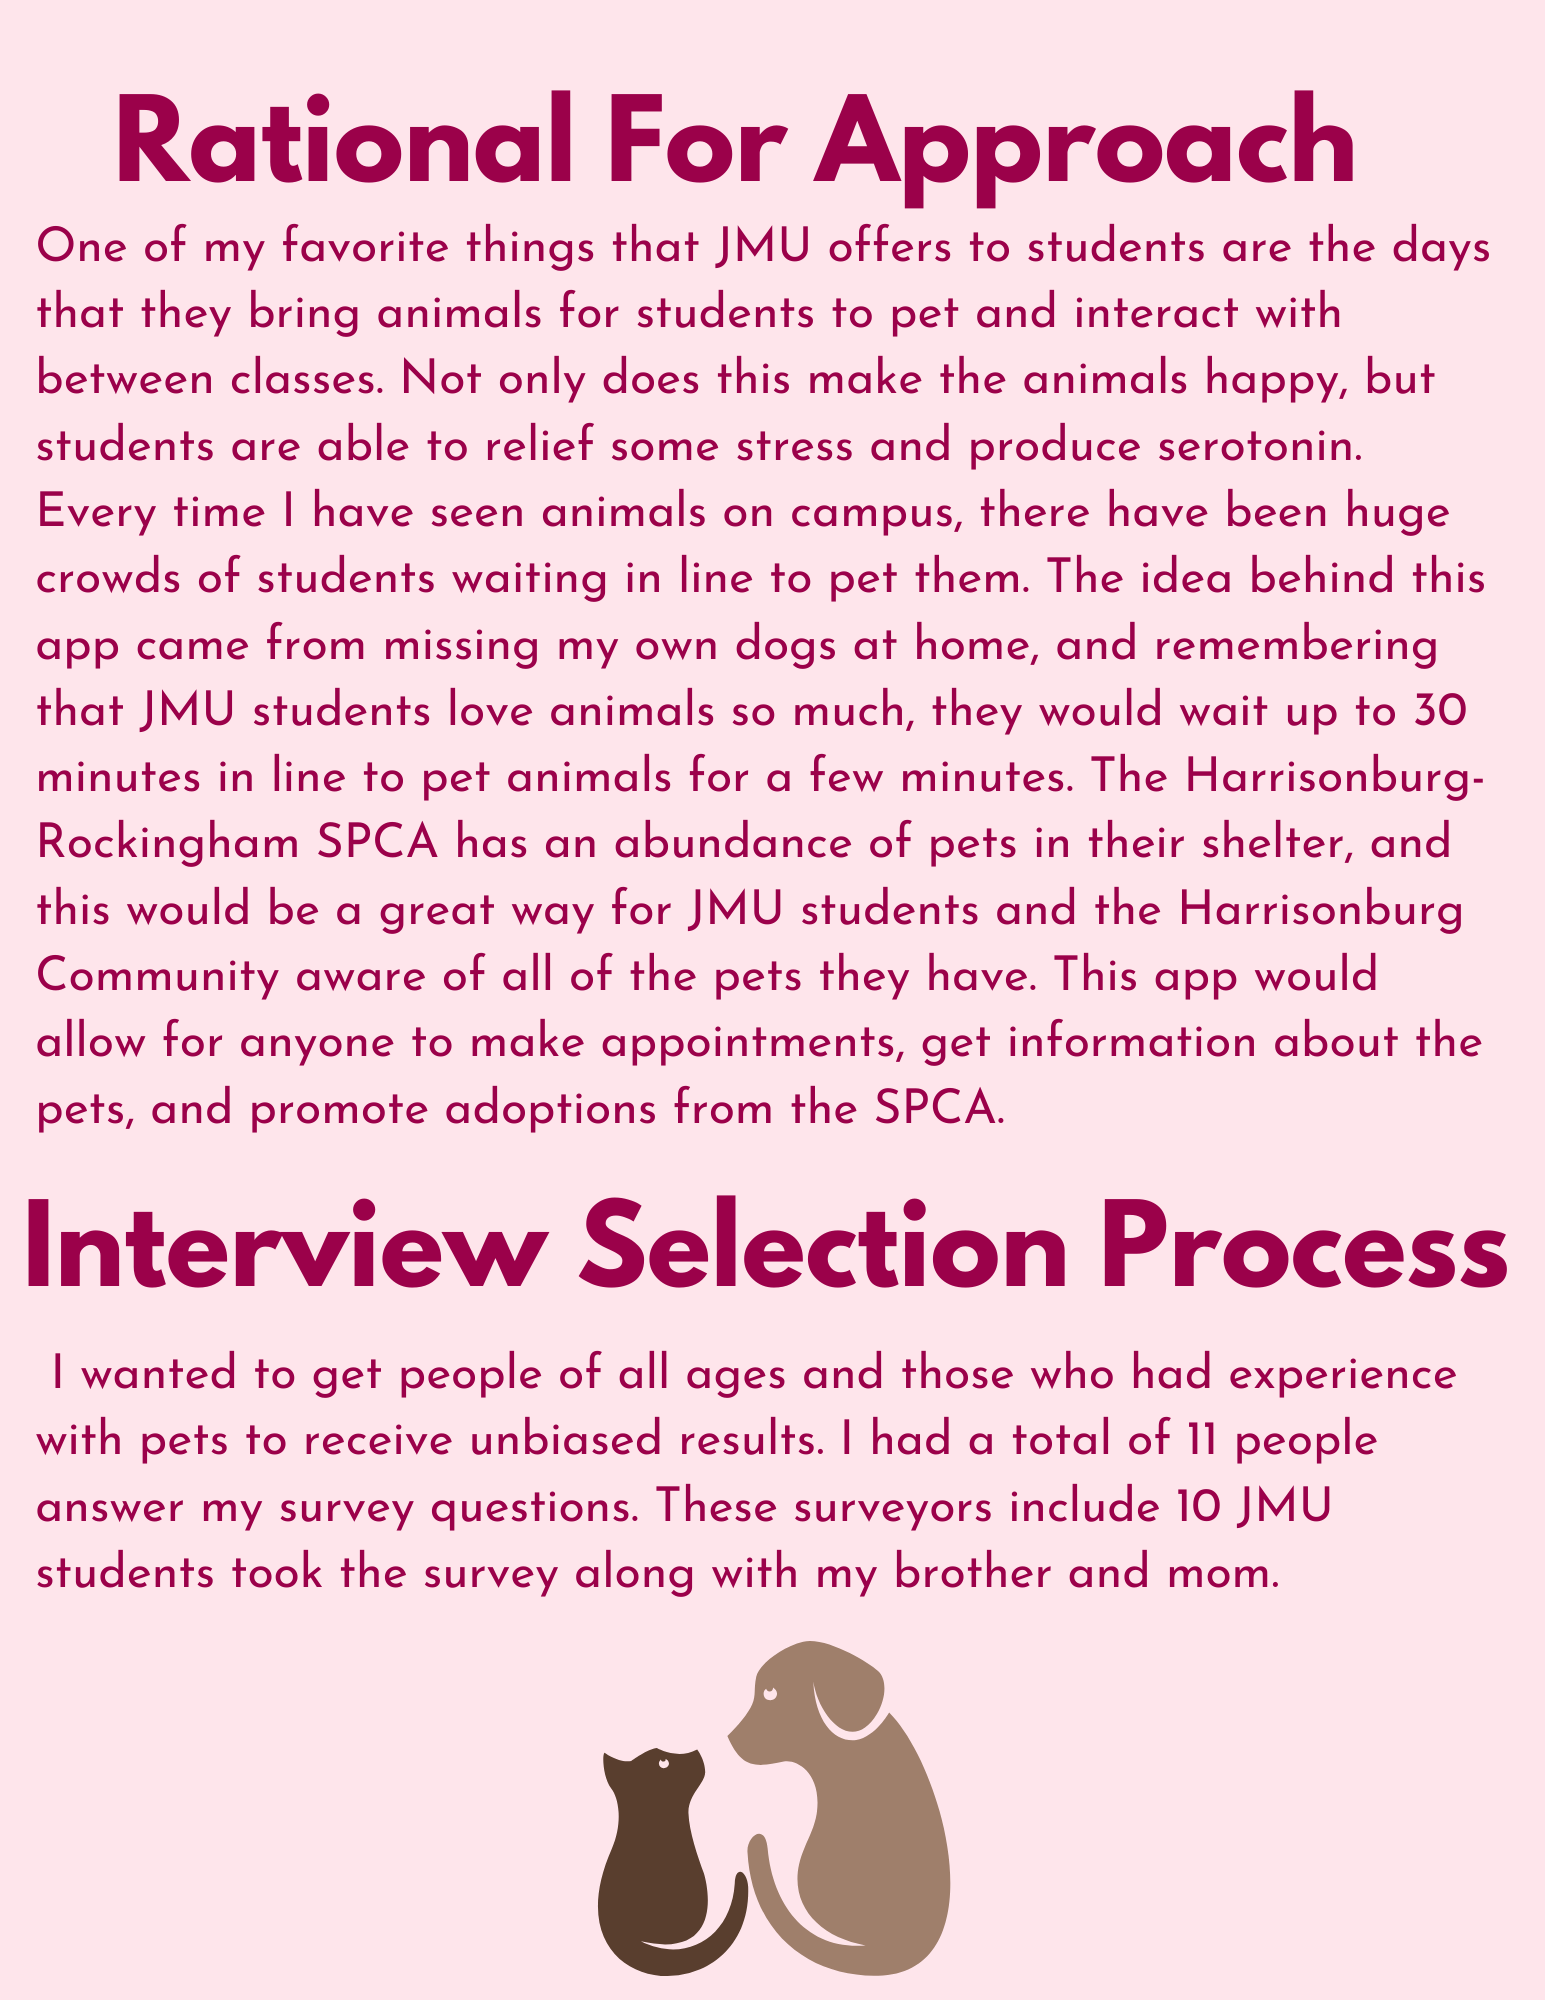 Rational For Approach
One of my favorite things that JMU offers to students are the days
that they bring animals for students to pet and interact with
between classes. Not only does this make the animals happy, but
students are able to relief some stress and produce serotonin.
Every time I have seen animals on campus, there have been huge
crowds of students waiting in line to pet them. The idea behind this
app came from missing my own dogs at home, and remembering
that JMU students love animals so much, they would wait up to 30
minutes in line to pet animals for a few minutes. The Harrisonburg-
Rockingham SPCA has an abundance of pets in their shelter, and
this would be a great way for JMU students and the Harrisonburg
Community aware of all of the pets they have. This app would
allow for anyone to make appointments, get information about the
pets, and promote adoptions from the SPCA.
Interview Selection Process
I wanted to get people of all ages and those who had experience
with pets to receive unbiased results. I had a total of 11 people
answer my survey questions. These surveyors include 10 JMU
students took the survey along with my brother and mom.